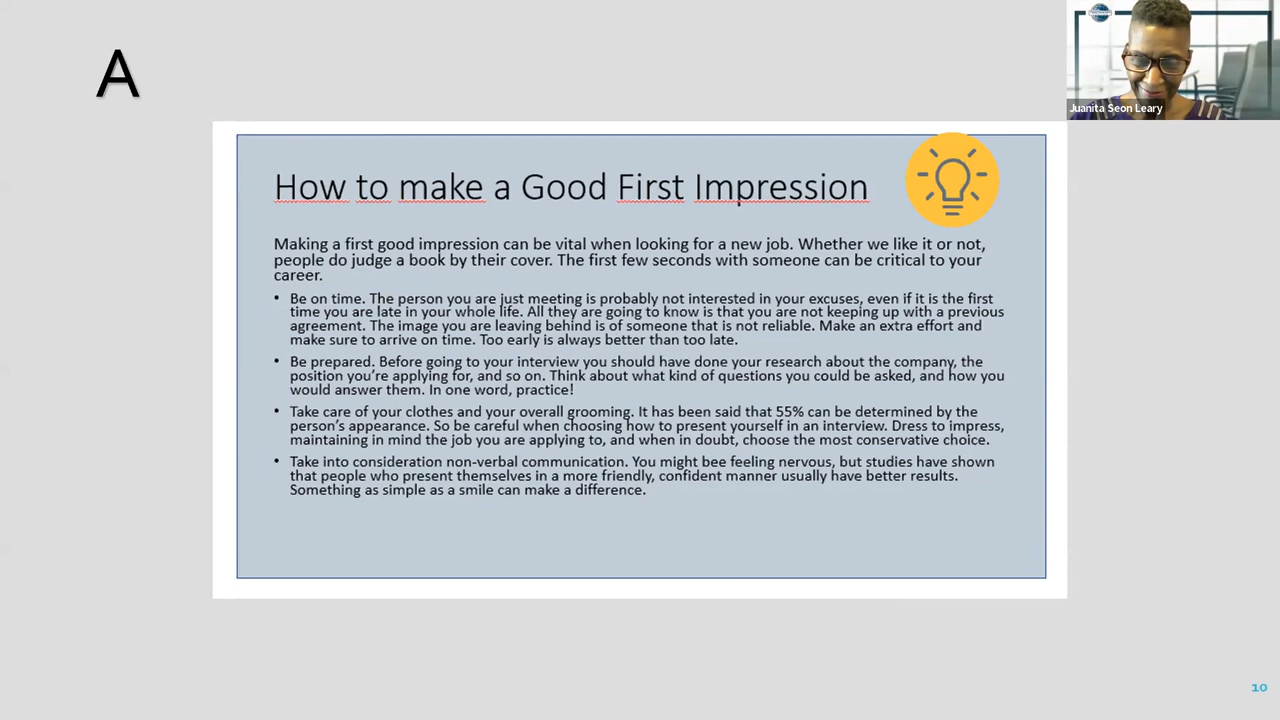 A
Juanita Seon Leary
How to make a Good First Impression
Making a first good impression can be vital when looking for a new job. Whether we like it or not,
people do judge a book by their cover. The first few seconds with someone can be critical to your
career.
• Be on time. The person you are just meeting is probably not interested in your excuses, even if it is the first
time you are late in your whole life. All they are going to know is that you are not keeping up with a previous
agreement. The image you are leaving behind is of someone that is not reliable. Make an extra effort and
make sure to arrive on time. Too early is always better than too late.
• Be prepared. Before going to your interview you should have done your research about the company, the
position you’re applying for, and so on. Think about what kind of questions you could be asked, and how you
would answer them. In one word, practice!
• Take care of your clothes and your overall grooming. It has been said that 55% can be determined by the
person’s appearance. So be careful when choosing how to present yourself in an interview. Dress to impress,
maintaining in mind the job you are applying to, and when in doubt, choose the most conservative choice.
• Take into consideration non-verbal communication. You might bee feeling nervous, but studies have shown
that people who present themselves in a more friendly, confident manner usually have better results.
Something as simple as a smile can make a difference.
10